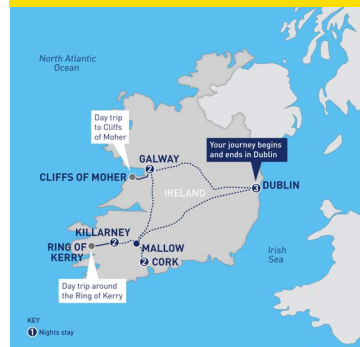 North Atlantic
Ocean
Day trip
to Cliffs
of Moher
Your journey begins
and ends in Dublin
GALWAY
2
CLIFFS OF MOHER
IRELAND
3 DUBLIN
KILLARNEY
2
RING OF
KERRY
MALLOW
2 CORK
Irish
Sea
Day trip around
the Ring of Kerry
KEY
1 Nights stay